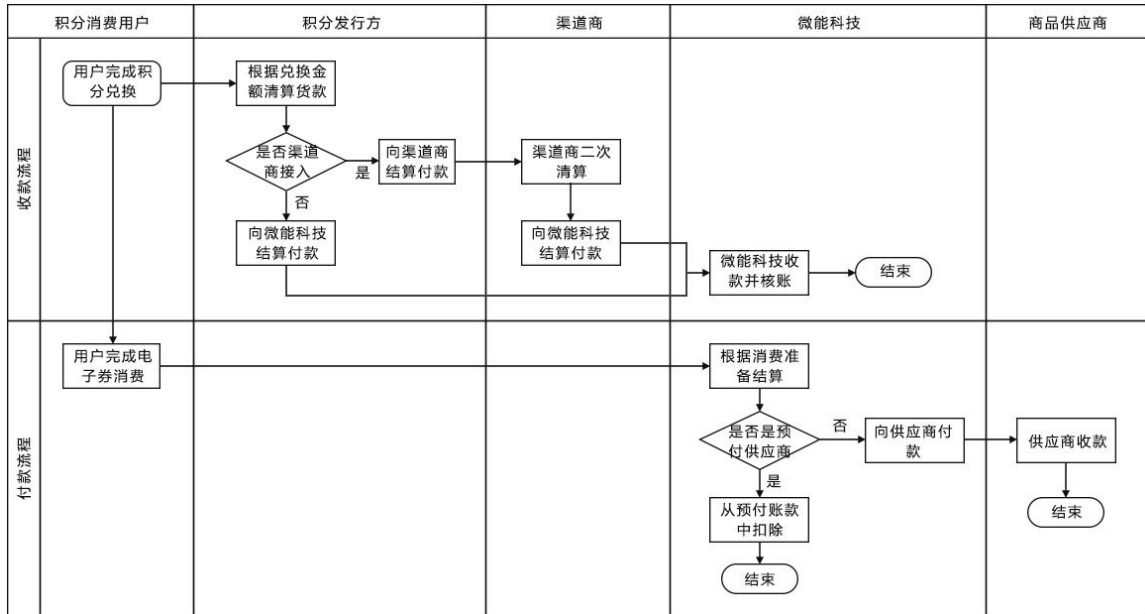 积分消费用户
积分发行方
渠道商
微能科技
商品供应商
收款流程
用户完成积
分兑换
根据兑换金
额清算货款
是否渠道
商接入
是
向渠道商
结算付款
渠道商二次
清算
否
向微能科技
结算付款
向微能科技
结算付款
微能科技收
款并核账
结束
付款流程
用户完成电
子券消费
根据消费准
备结算
是否是预
付供应商
否
向供应商付
款
供应商收款
是
从预付账款
中扣除
结束
结束